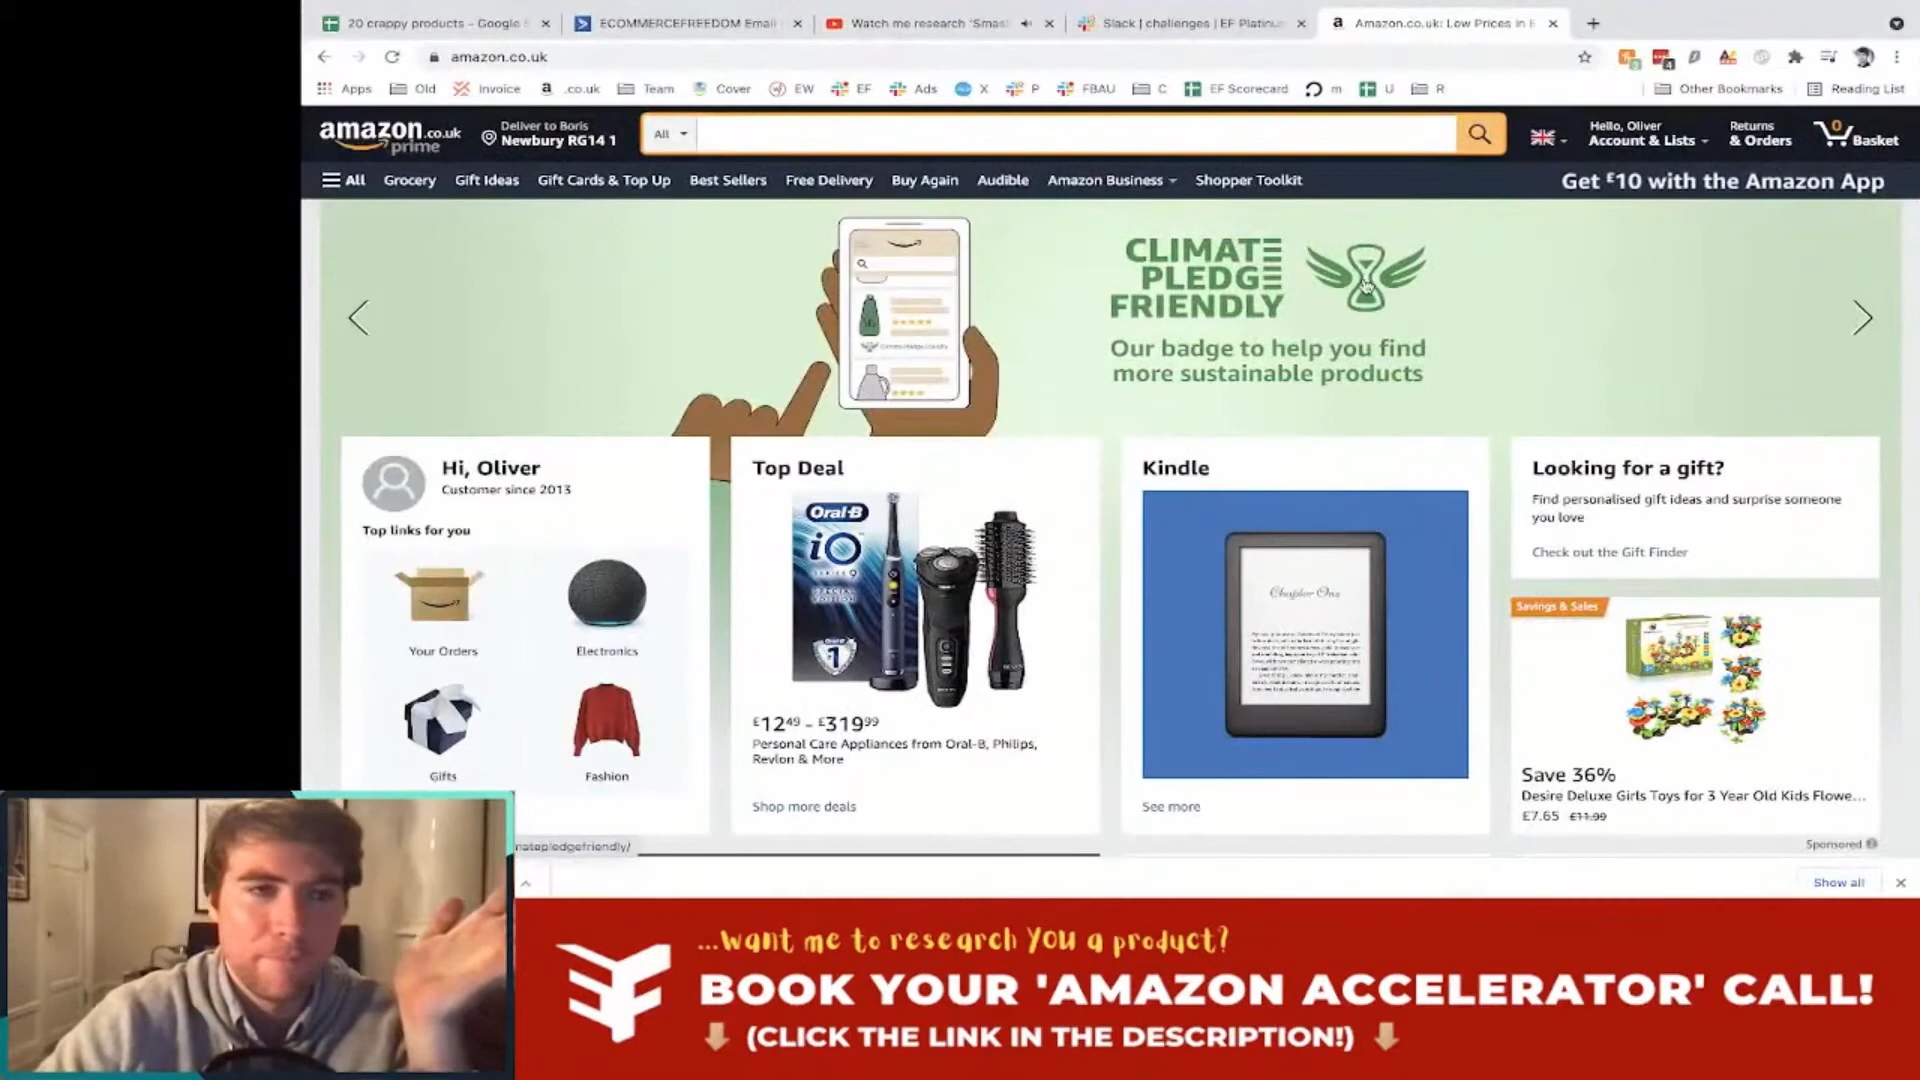 20 crappy products - Google
ECOMMERCEFREEDOM Email
Watch me research 'Smas
Slack | challenges | EF Platinu
Amazon.co.uk: Low Prices in E
amazon.co.uk
Apps
Old
Invoice
.co.uk
Team
Cover
EW
EF
Ads
X
P
FBAU
C
EF Scorecard
m
U
R
Other Bookmarks
Reading List
amazon.co.uk
prime
Deliver to Boris
Newbury RG14 1
All
Hello, Oliver
Account & Lists
Returns
& Orders
0
Basket
All
Grocery
Gift Ideas
Gift Cards & Top Up
Best Sellers
Free Delivery
Buy Again
Audible
Amazon Business
Shopper Toolkit
Get £10 with the Amazon App
CLIMATE
PLEDGE
FRIENDLY
Our badge to help you find
more sustainable products
Hi, Oliver
Customer since 2013
Top links for you
Your Orders
Electronics
Gifts
Fashion
Top Deal
Oral-B
iO
SERIES 9
SPECIAL
EDITION
#1
£12.49 - £319.99
Personal Care Appliances from Oral-B, Philips,
Revlon & More
Shop more deals
Kindle
Chapter One
See more
Looking for a gift?
Find personalised gift ideas and surprise someone
you love
Check out the Gift Finder
Savings & Sales
Save 36%
Desire Deluxe Girls Toys for 3 Year Old Kids Flowe...
£7.65 £11.99
Sponsored
natepledgefriendly/
Show all
...want me to research YOU a product?
BOOK YOUR 'AMAZON ACCELERATOR' CALL!
(CLICK THE LINK IN THE DESCRIPTION!)